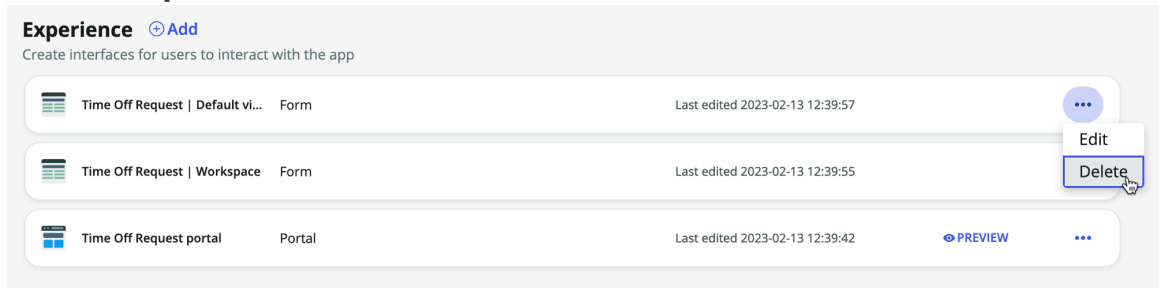 Experience Add
Create interfaces for users to interact with the app
Time Off Request | Default vi... Form Last edited 2023-02-13 12:39:57
Edit
Time Off Request | Workspace Form Last edited 2023-02-13 12:39:55 Delete
Time Off Request portal Portal Last edited 2023-02-13 12:39:42 PREVIEW